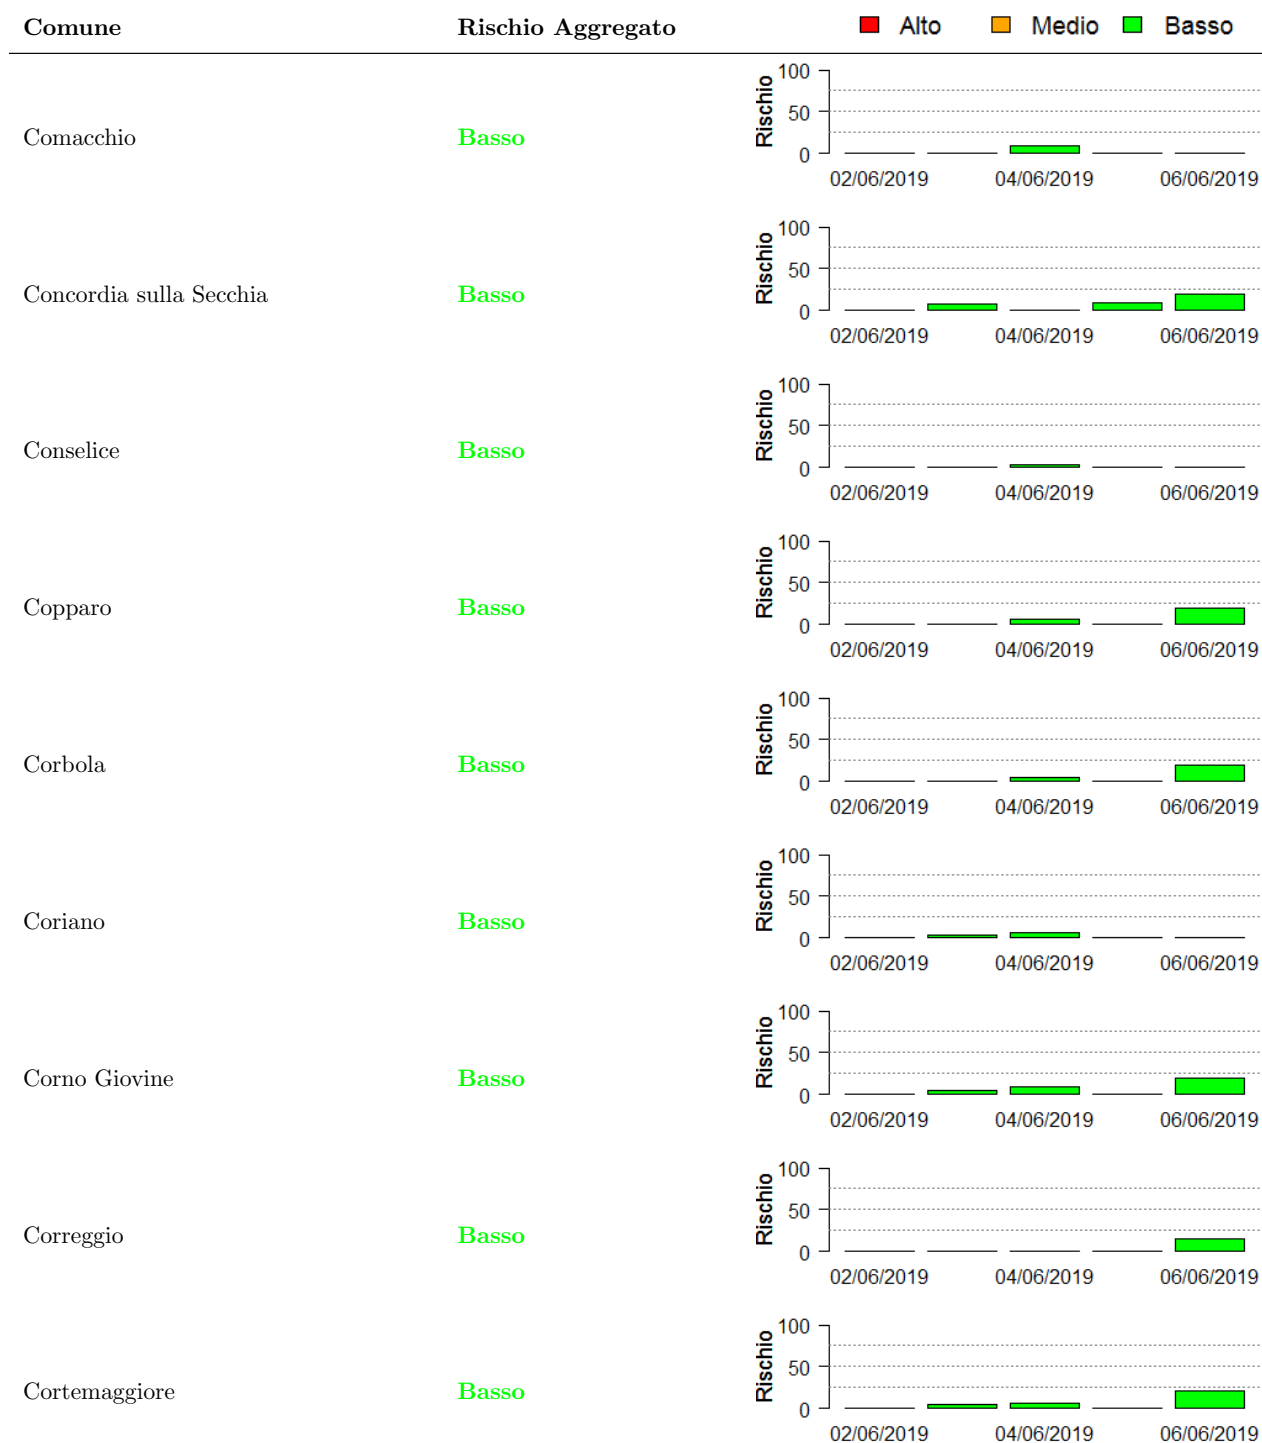 Comune Rischio Aggregato Alto Medio Basso
Comacchio Basso Rischio 100 50 0
02/06/2019 04/06/2019 06/06/2019
Concordia sulla Secchia Basso Rischio 100 50 0
02/06/2019 04/06/2019 06/06/2019
Conselice Basso Rischio 100 50 0
02/06/2019 04/06/2019 06/06/2019
Copparo Basso Rischio 100 50 0
02/06/2019 04/06/2019 06/06/2019
Corbola Basso Rischio 100 50 0
02/06/2019 04/06/2019 06/06/2019
Coriano Basso Rischio 100 50 0
02/06/2019 04/06/2019 06/06/2019
Corno Giovine Basso Rischio 100 50 0
02/06/2019 04/06/2019 06/06/2019
Correggio Basso Rischio 100 50 0
02/06/2019 04/06/2019 06/06/2019
Cortemaggiore Basso Rischio 100 50 0
02/06/2019 04/06/2019 06/06/2019